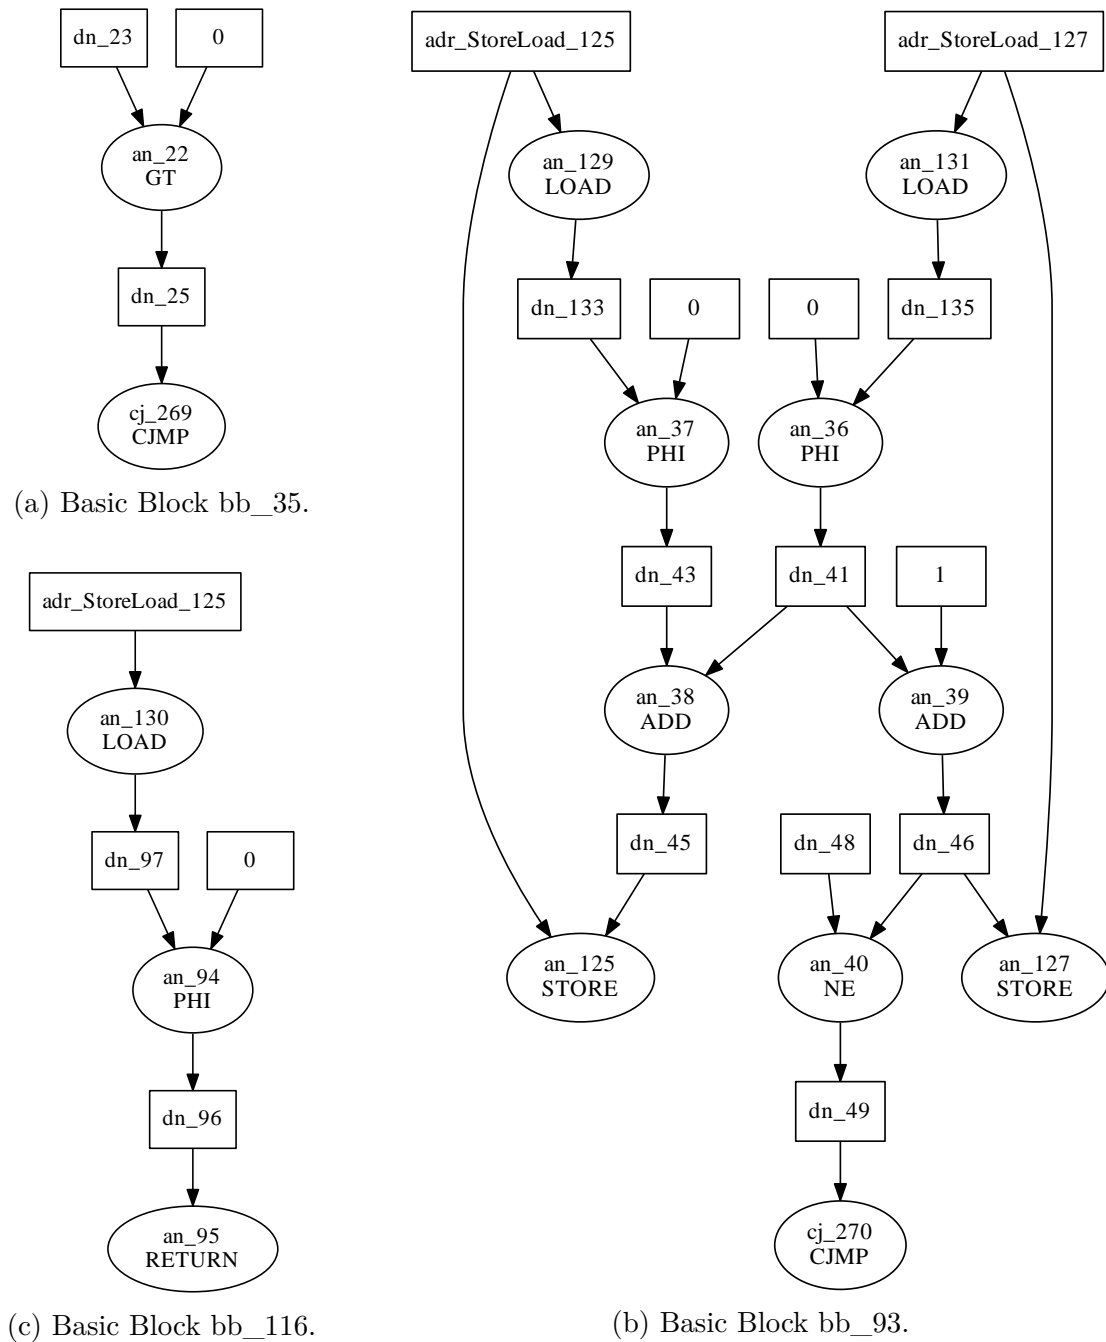 dn_23
0
an_22
GT
dn_25
cj_269
CJMP
(a) Basic Block bb_35.
adr_StoreLoad_125
an_130
LOAD
dn_97
0
an_94
PHI
dn_96
an_95
RETURN
(c) Basic Block bb_116.
adr_StoreLoad_125
adr_StoreLoad_127
an_129
LOAD
an_131
LOAD
dn_133
0
0
dn_135
an_37
PHI
an_36
PHI
dn_43
dn_41
1
an_38
ADD
an_39
ADD
dn_45
dn_48
dn_46
an_125
STORE
an_40
NE
an_127
STORE
dn_49
cj_270
CJMP
(b) Basic Block bb_93.